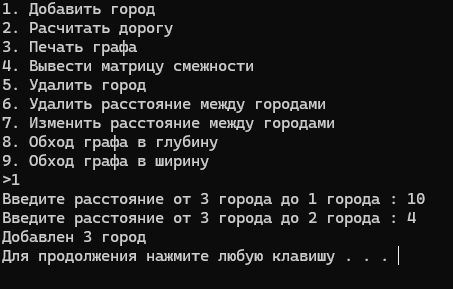 1. Добавить город
2. Расчитать дорогу
3. Печать графа
4. Вывести матрицу смежности
5. Удалить город
6. Удалить расстояние между городами
7. Изменить расстояние между городами
8. Обход графа в глубину
9. Обход графа в ширину
>1
Введите расстояние от 3 города до 1 города : 10
Введите расстояние от 3 города до 2 города : 4
Добавлен 3 город
Для продолжения нажмите любую клавишу . . .